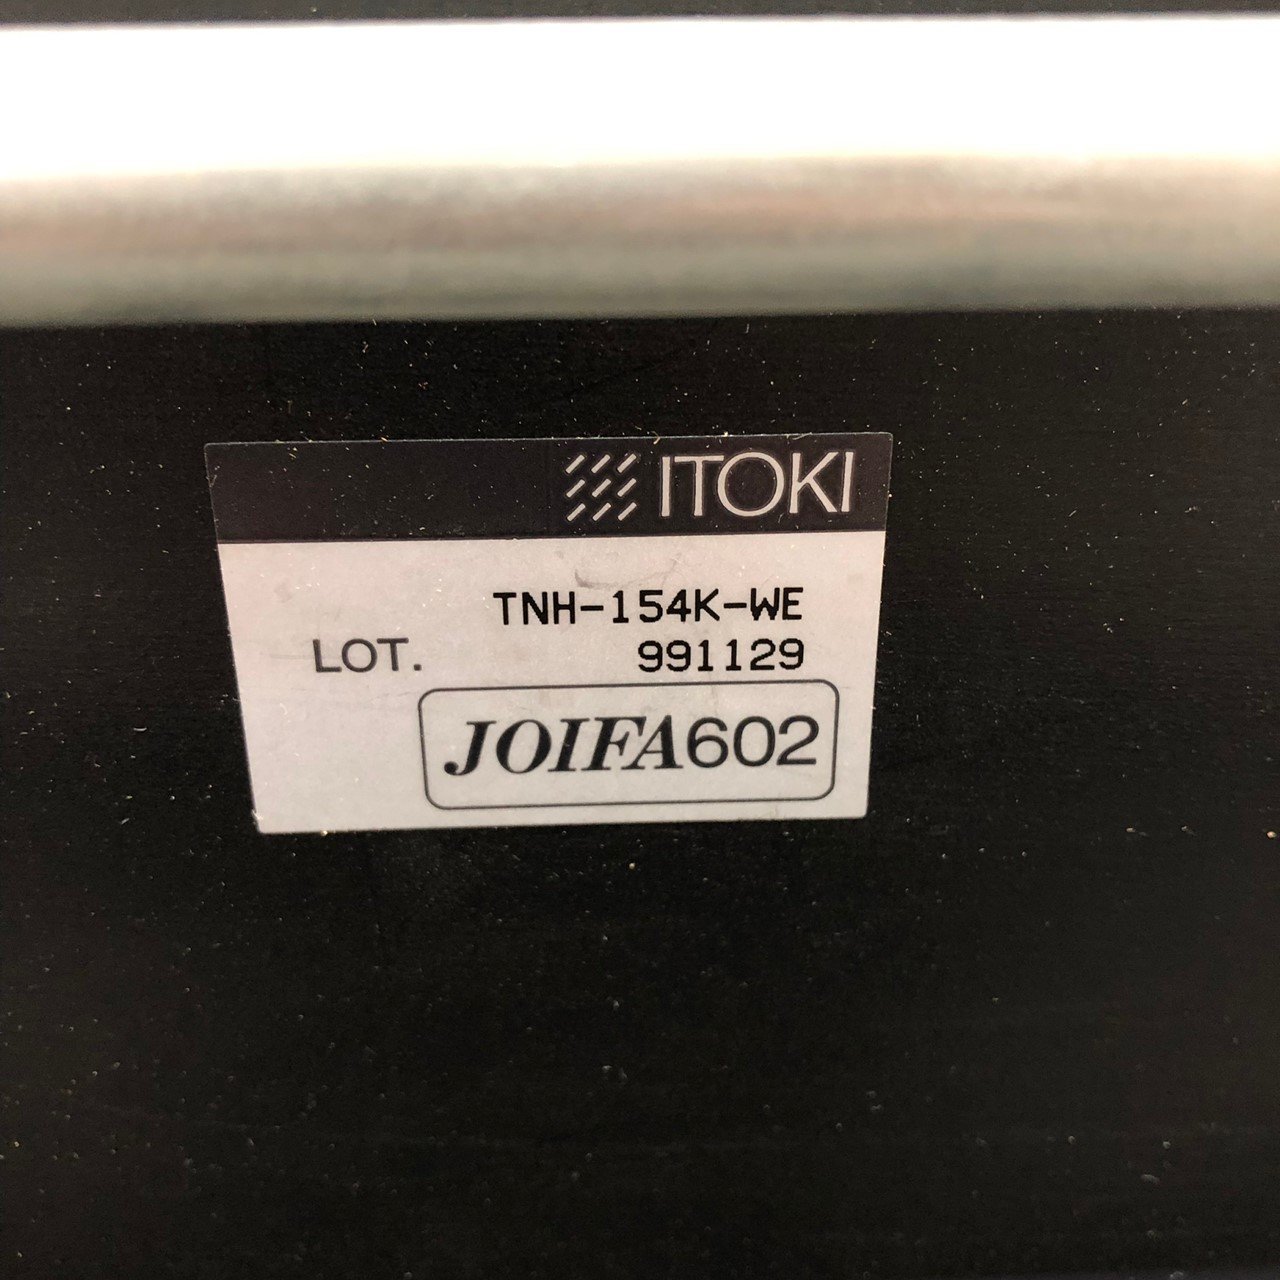 ITOKI
TNH-154K-WE
LOT. 991129
JOIFA602